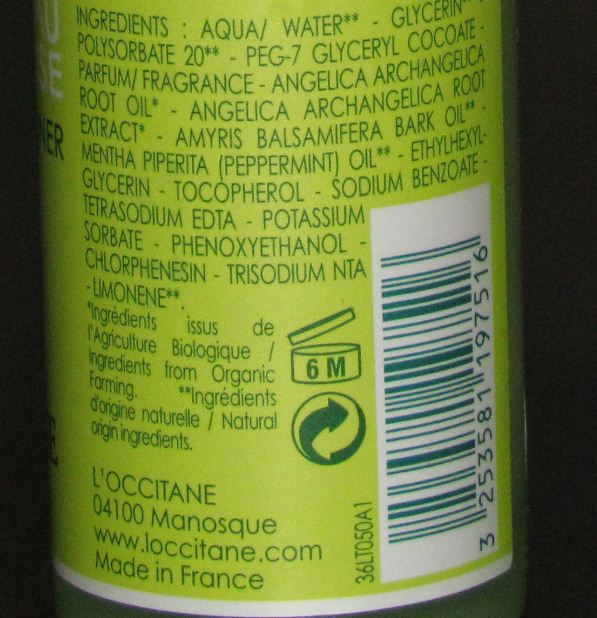 INGREDIENTS : AQUA/ WATER** - GLYCERIN** -
POLYSORBATE 20** - PEG-7 GLYCERYL COCOATE -
PARFUM/ FRAGRANCE - ANGELICA ARCHANGELICA
ROOT OIL* - ANGELICA ARCHANGELICA ROOT
EXTRACT* - AMYRIS BALSAMIFERA BARK OIL** -
MENTHA PIPERITA (PEPPERMINT) OIL** - ETHYLHEXYL-
GLYCERIN - TOCOPHEROL - SODIUM BENZOATE -
TETRASODIUM EDTA - POTASSIUM
SORBATE - PHENOXYETHANOL -
CHLORPHENESIN - TRISODIUM NTA
- LIMONENE**.
*Ingrédients issus de
l'Agriculture Biologique /
Ingredients from Organic
Farming. **Ingrédients
d'origine naturelle / Natural
origin ingredients.
6 M
L'OCCITANE
04100 Manosque
www.loccitane.com
Made in France
36LT050A1
3 253581 197516